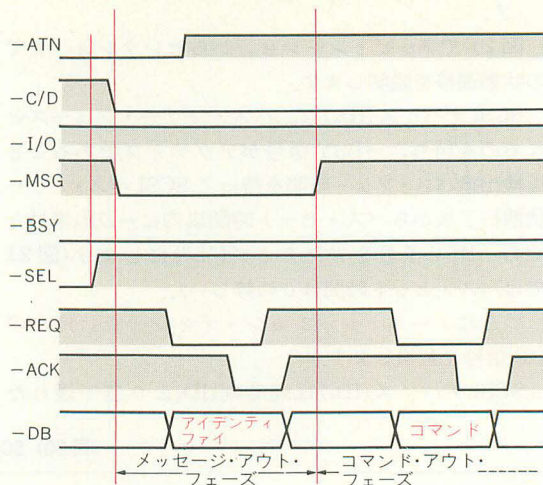 −ATN
−C/D
−I/O
−MSG
−BSY
−SEL
−REQ
−ACK
−DB
アイデンティ
ファイ
コマンド
メッセージ・アウト・
フェーズ
コマンド・アウト・
フェーズ